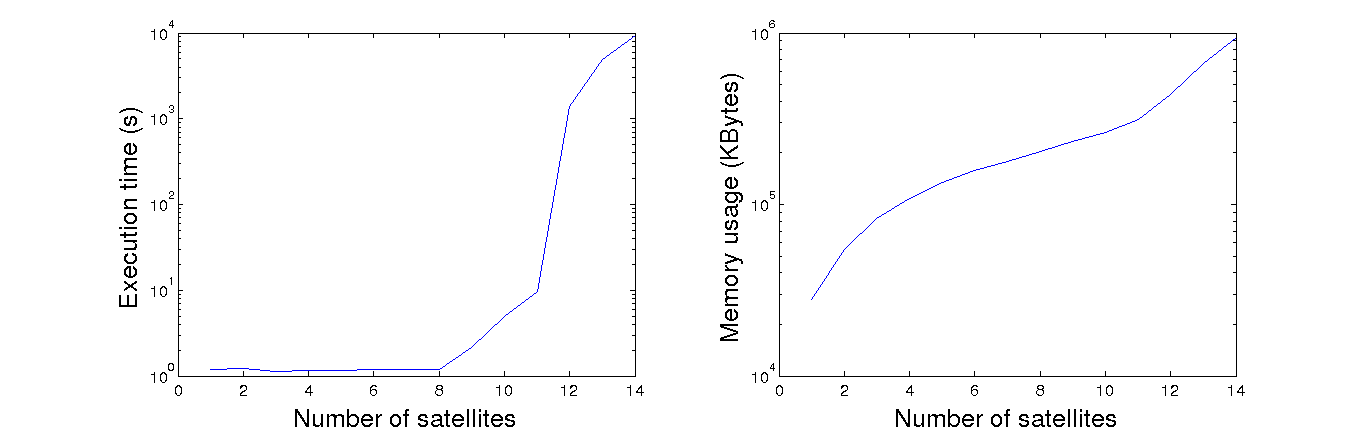 10^4
10^3
10^2
10^1
10^0
Execution time (s)
0 2 4 6 8 10 12 14
Number of satellites
10^6
10^5
10^4
Memory usage (KBytes)
0 2 4 6 8 10 12 14
Number of satellites